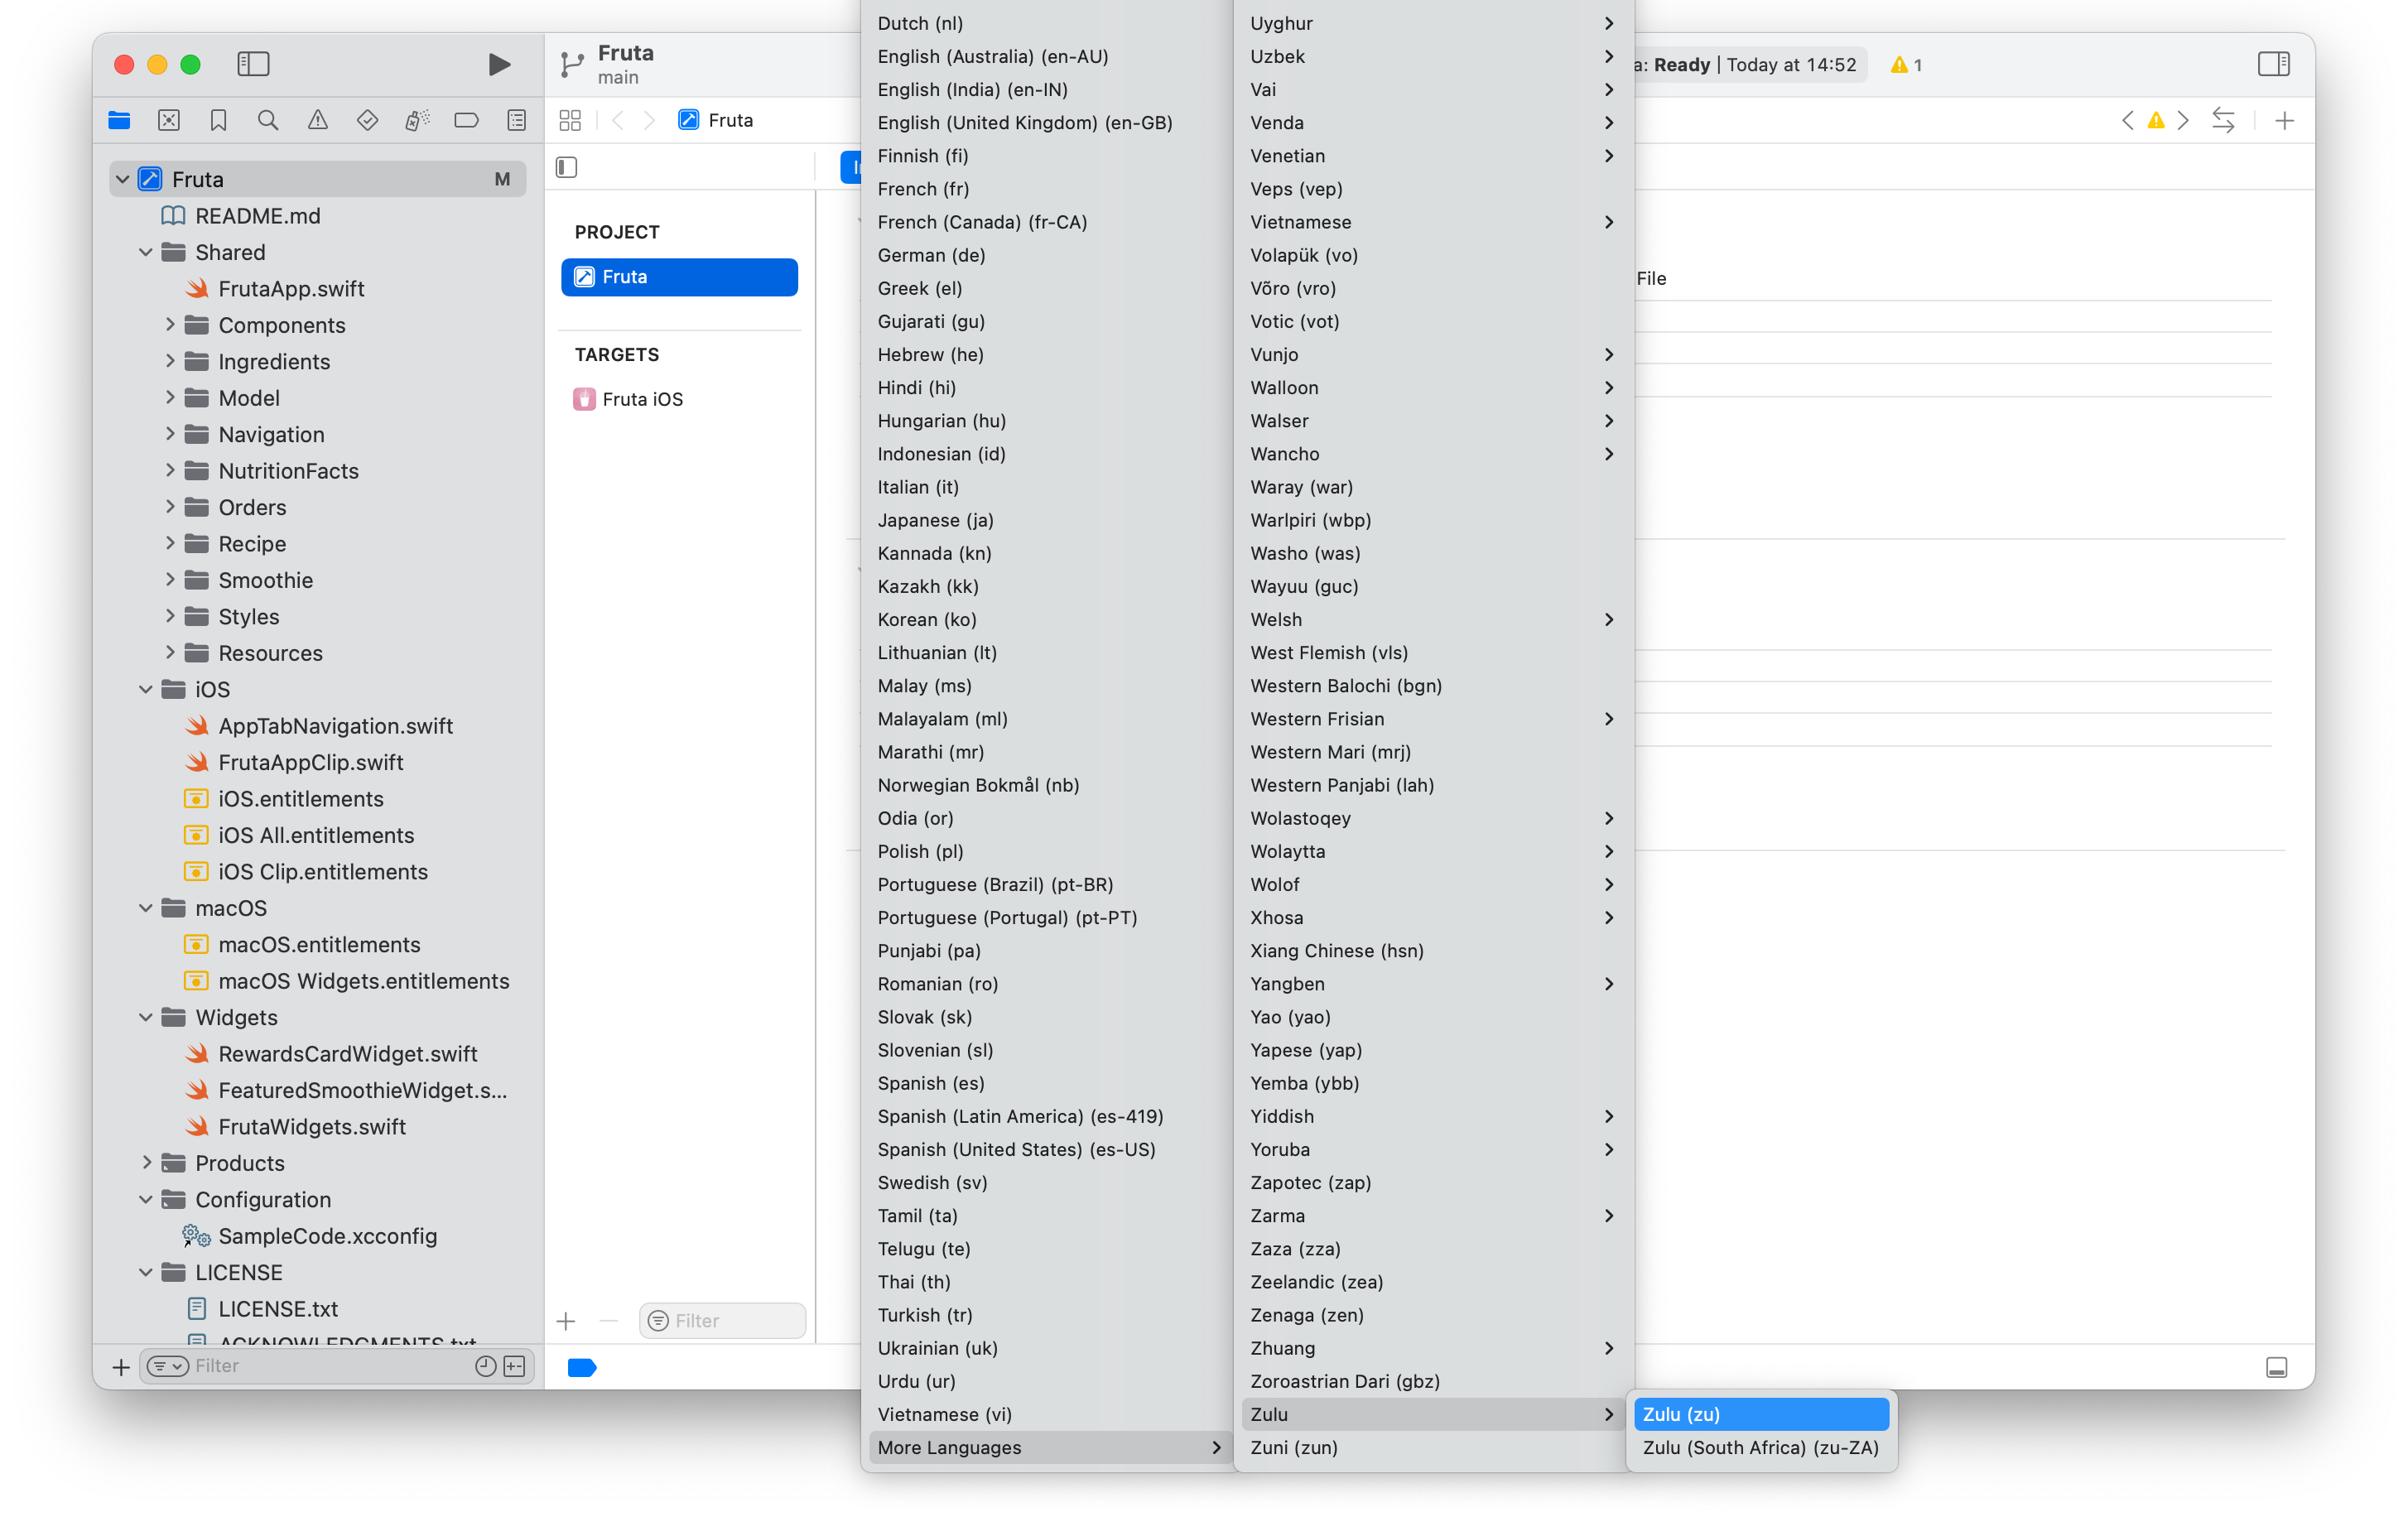 Fruta
main
a: Ready | Today at 14:52
1
Fruta
Fruta
M
README.md
Shared
FrutaApp.swift
Components
Ingredients
Model
Navigation
NutritionFacts
Orders
Recipe
Smoothie
Styles
Resources
iOS
AppTabNavigation.swift
FrutaAppClip.swift
iOS.entitlements
iOS All.entitlements
iOS Clip.entitlements
macOS
macOS.entitlements
macOS Widgets.entitlements
Widgets
RewardsCardWidget.swift
FeaturedSmoothieWidget.s...
FrutaWidgets.swift
Products
Configuration
SampleCode.xcconfig
LICENSE
LICENSE.txt
ACKNOWLEDGMENTS.txt
Filter
PROJECT
Fruta
TARGETS
Fruta iOS
Filter
File
Dutch (nl)
English (Australia) (en-AU)
English (India) (en-IN)
English (United Kingdom) (en-GB)
Finnish (fi)
French (fr)
French (Canada) (fr-CA)
German (de)
Greek (el)
Gujarati (gu)
Hebrew (he)
Hindi (hi)
Hungarian (hu)
Indonesian (id)
Italian (it)
Japanese (ja)
Kannada (kn)
Kazakh (kk)
Korean (ko)
Lithuanian (lt)
Malay (ms)
Malayalam (ml)
Marathi (mr)
Norwegian Bokmål (nb)
Odia (or)
Polish (pl)
Portuguese (Brazil) (pt-BR)
Portuguese (Portugal) (pt-PT)
Punjabi (pa)
Romanian (ro)
Slovak (sk)
Slovenian (sl)
Spanish (es)
Spanish (Latin America) (es-419)
Spanish (United States) (es-US)
Swedish (sv)
Tamil (ta)
Telugu (te)
Thai (th)
Turkish (tr)
Ukrainian (uk)
Urdu (ur)
Vietnamese (vi)
More Languages
Uyghur
Uzbek
Vai
Venda
Venetian
Veps (vep)
Vietnamese
Volapük (vo)
Võro (vro)
Votic (vot)
Vunjo
Walloon
Walser
Wancho
Waray (war)
Warlpiri (wbp)
Washo (was)
Wayuu (guc)
Welsh
West Flemish (vls)
Western Balochi (bgn)
Western Frisian
Western Mari (mrj)
Western Panjabi (lah)
Wolastoqey
Wolaytta
Wolof
Xhosa
Xiang Chinese (hsn)
Yangben
Yao (yao)
Yapese (yap)
Yemba (ybb)
Yiddish
Yoruba
Zapotec (zap)
Zarma
Zaza (zza)
Zeelandic (zea)
Zenaga (zen)
Zhuang
Zoroastrian Dari (gbz)
Zulu
Zuni (zun)
Zulu (zu)
Zulu (South Africa) (zu-ZA)